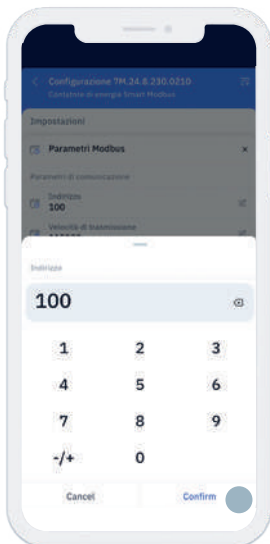 Configurazione 7M.24.8.230.0210
Contatore di energia Smart Modbus
Impostazioni
Parametri Modbus
Parametri di comunicazione
Indirizzo
100
Velocità di trasmissione
Indirizzo
100
1 2 3
4 5 6
7 8 9
-/+ 0
Cancel Confirm